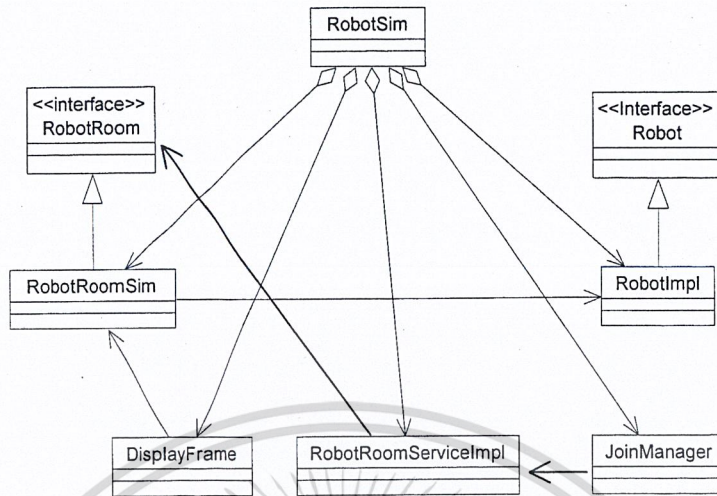 RobotSim
<<interface>>
RobotRoom
<<Interface>>
Robot
RobotRoomSim
RobotImpl
DisplayFrame
RobotRoomServiceImpl
JoinManager